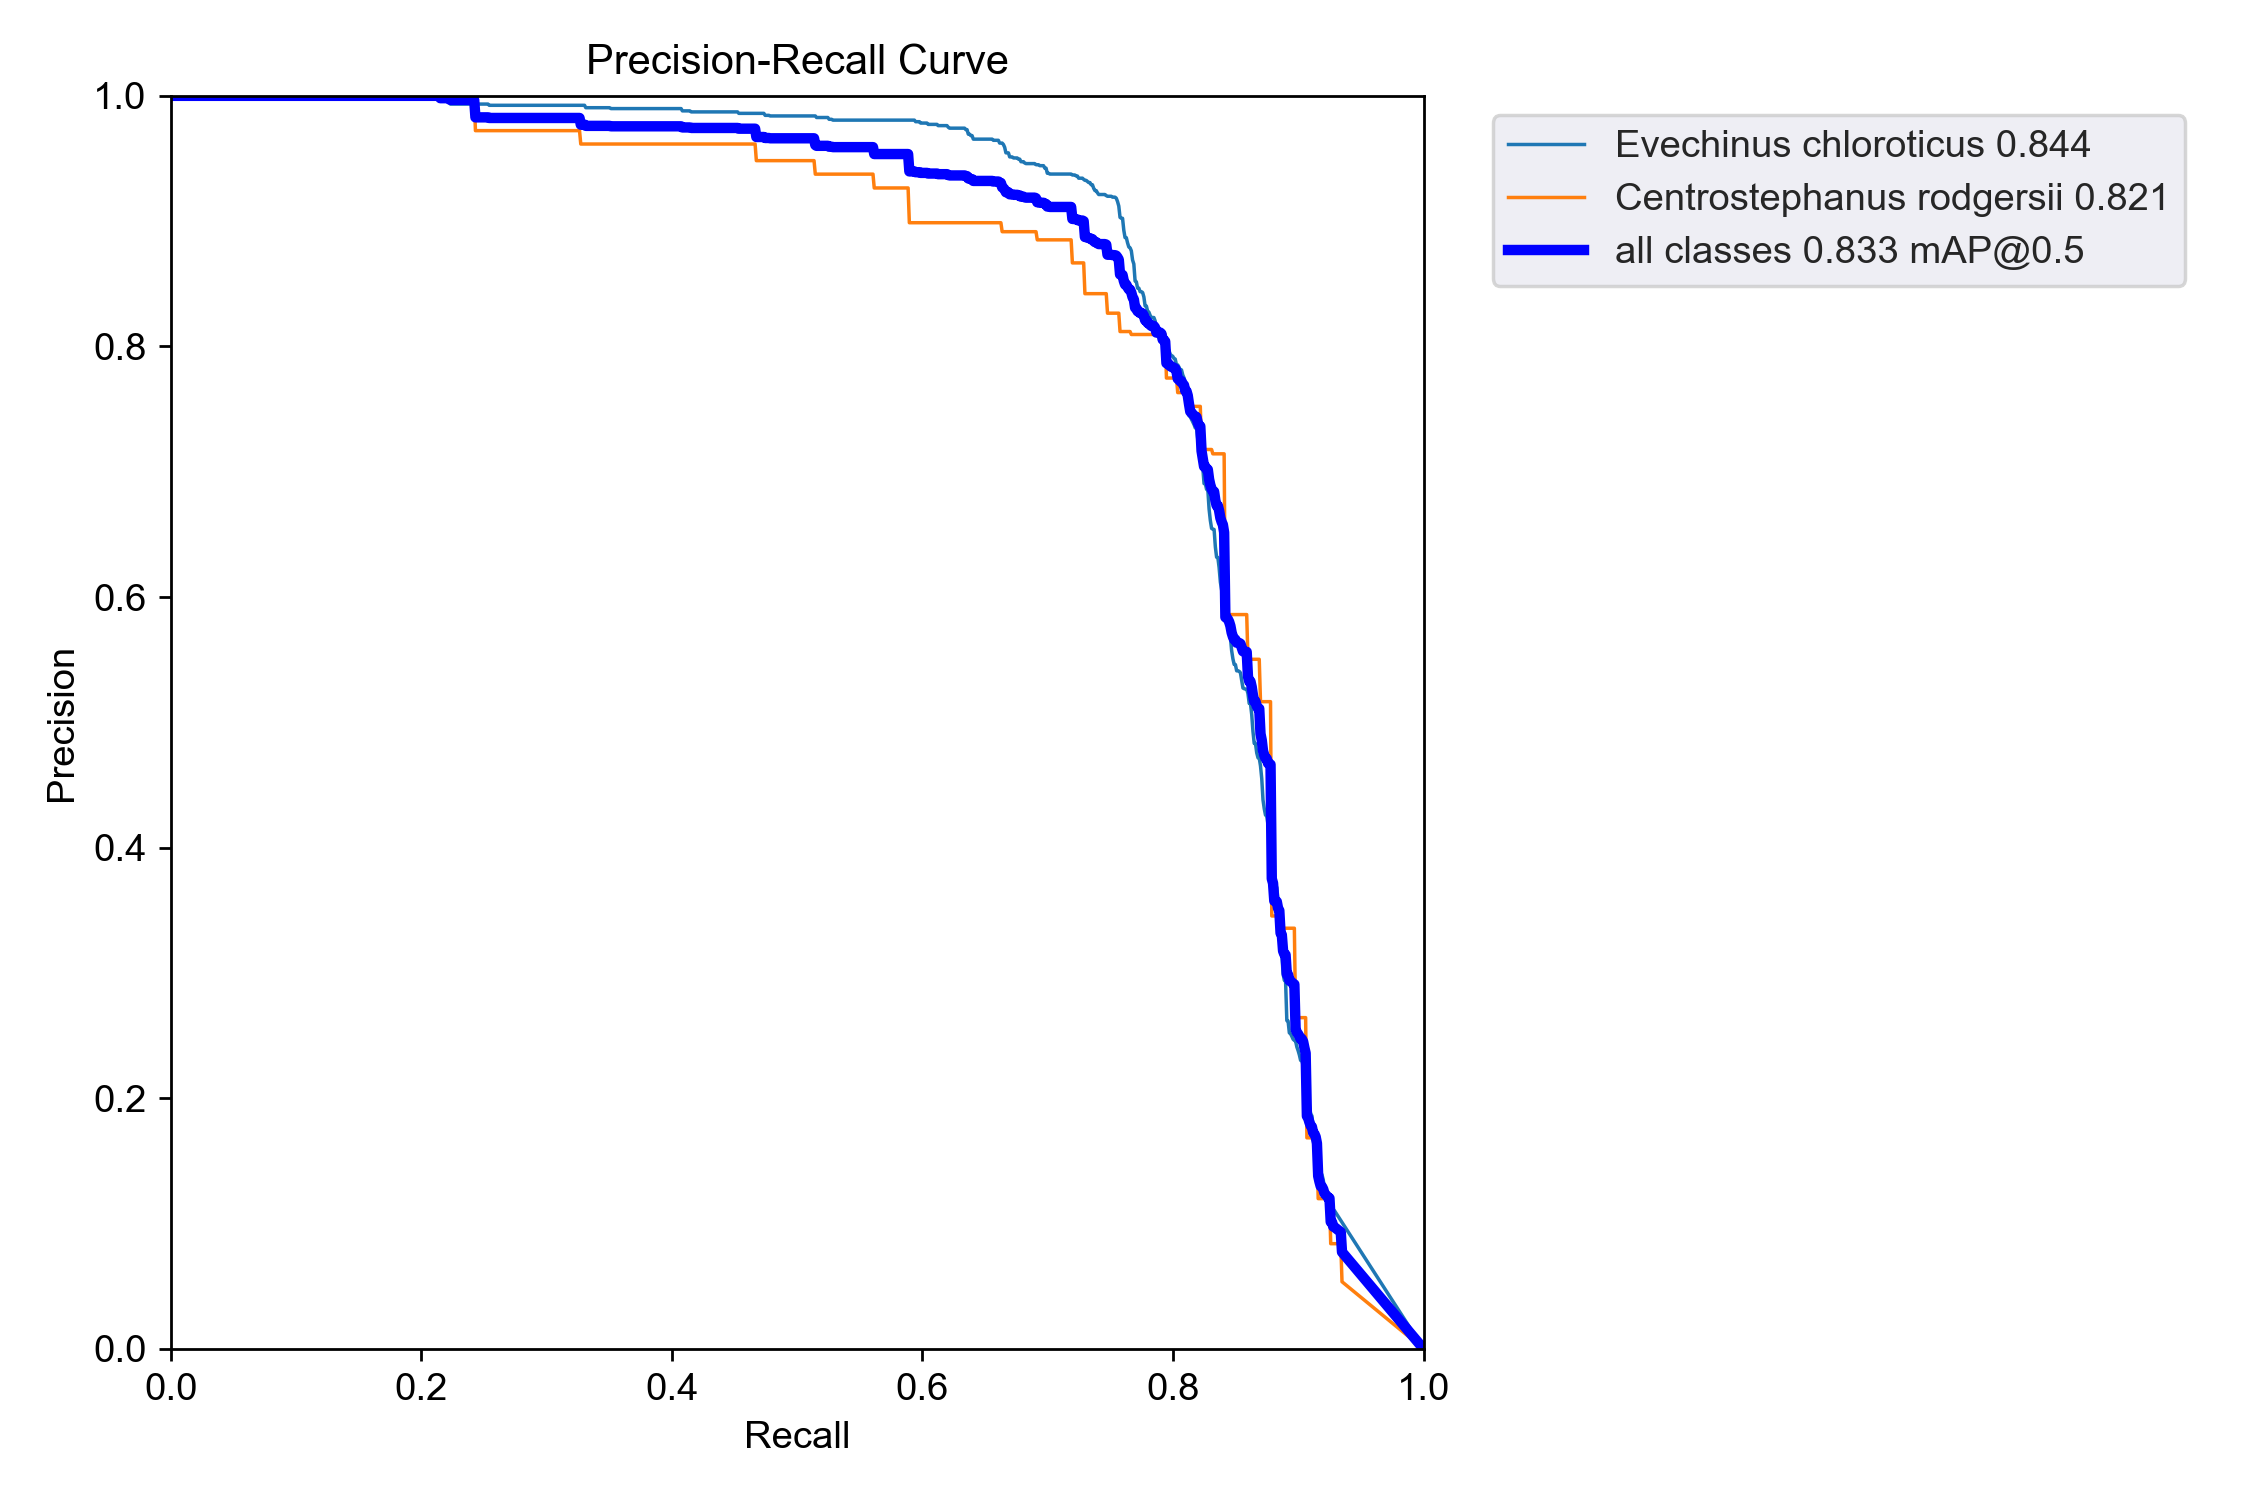 Precision-Recall Curve
1.0
0.8
0.6
0.4
0.2
0.0
Precision
0.0 0.2 0.4 0.6 0.8 1.0
Recall
Evechinus chloroticus 0.844
Centrostephanus rodgersii 0.821
all classes 0.833 mAP@0.5